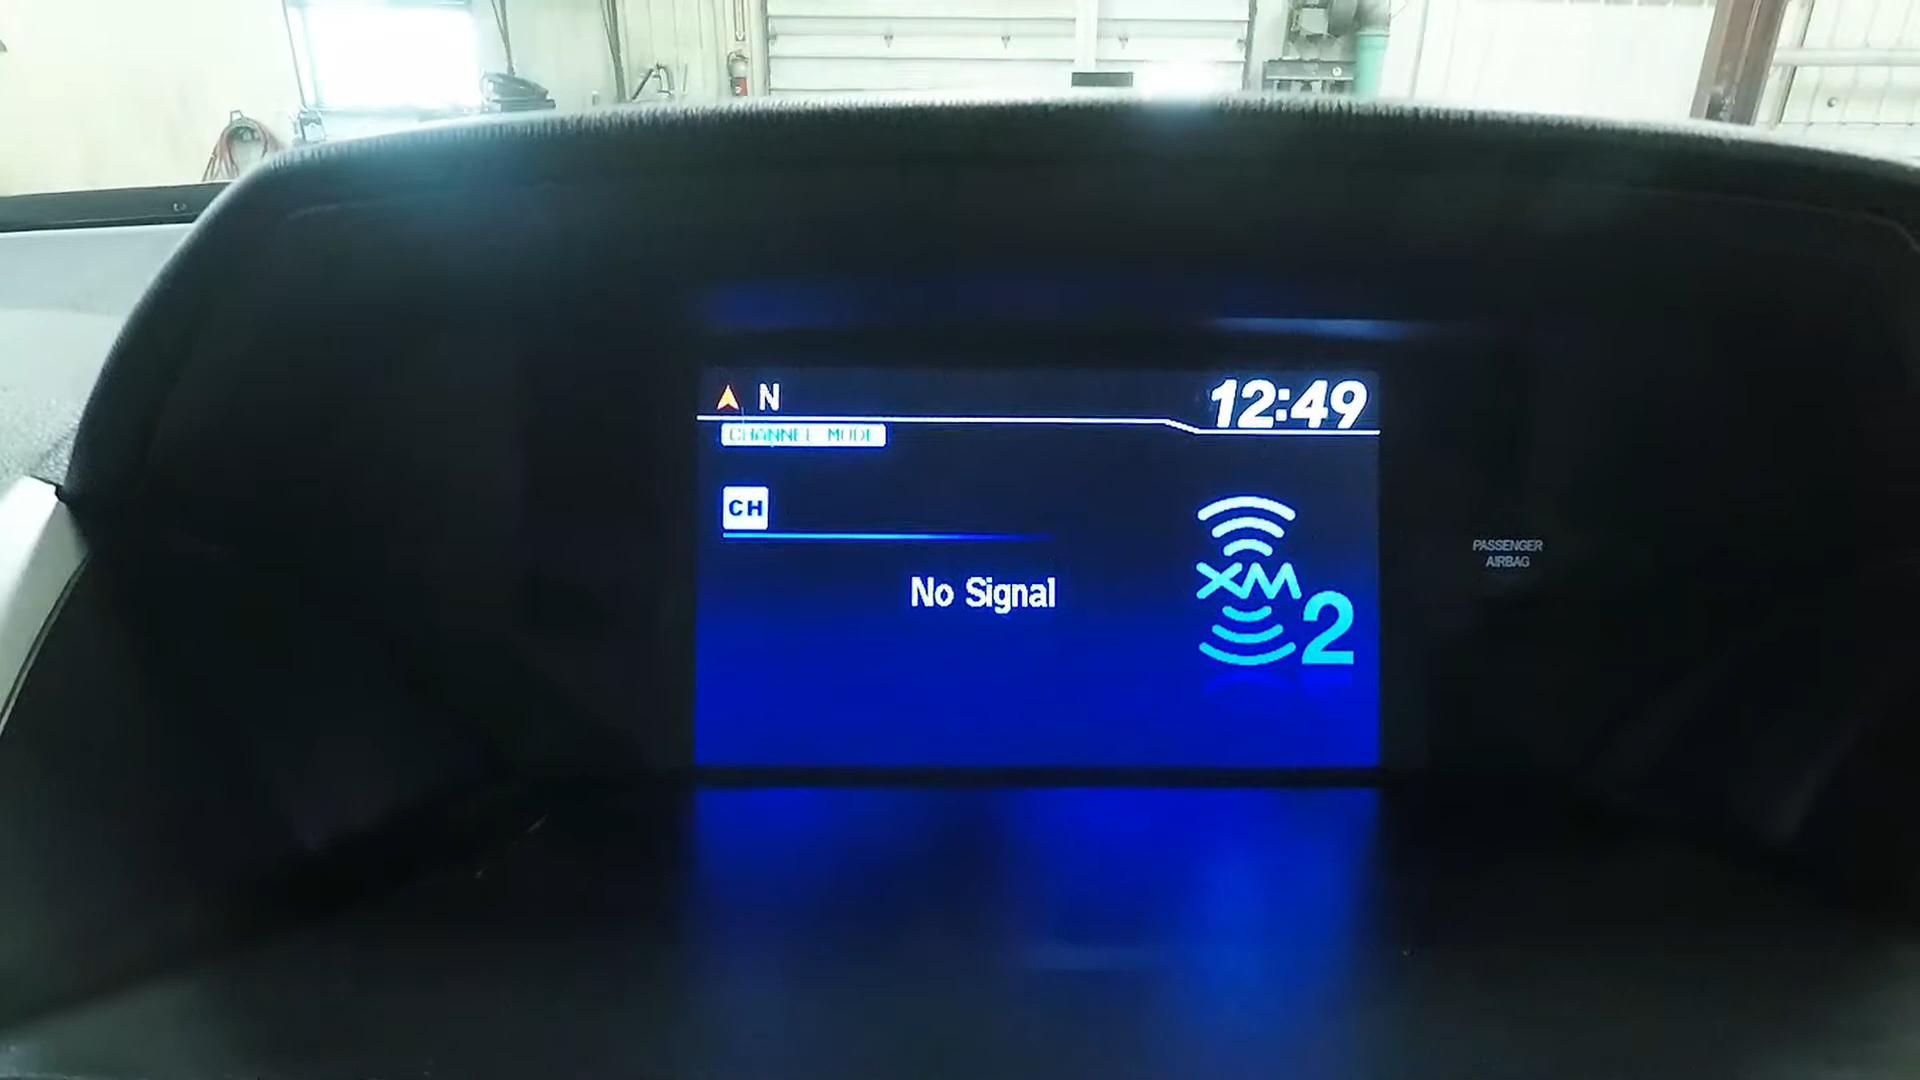 N
12:49
CHANNEL MODE
CH
No Signal
XM
2
PASSENGER
AIRBAG